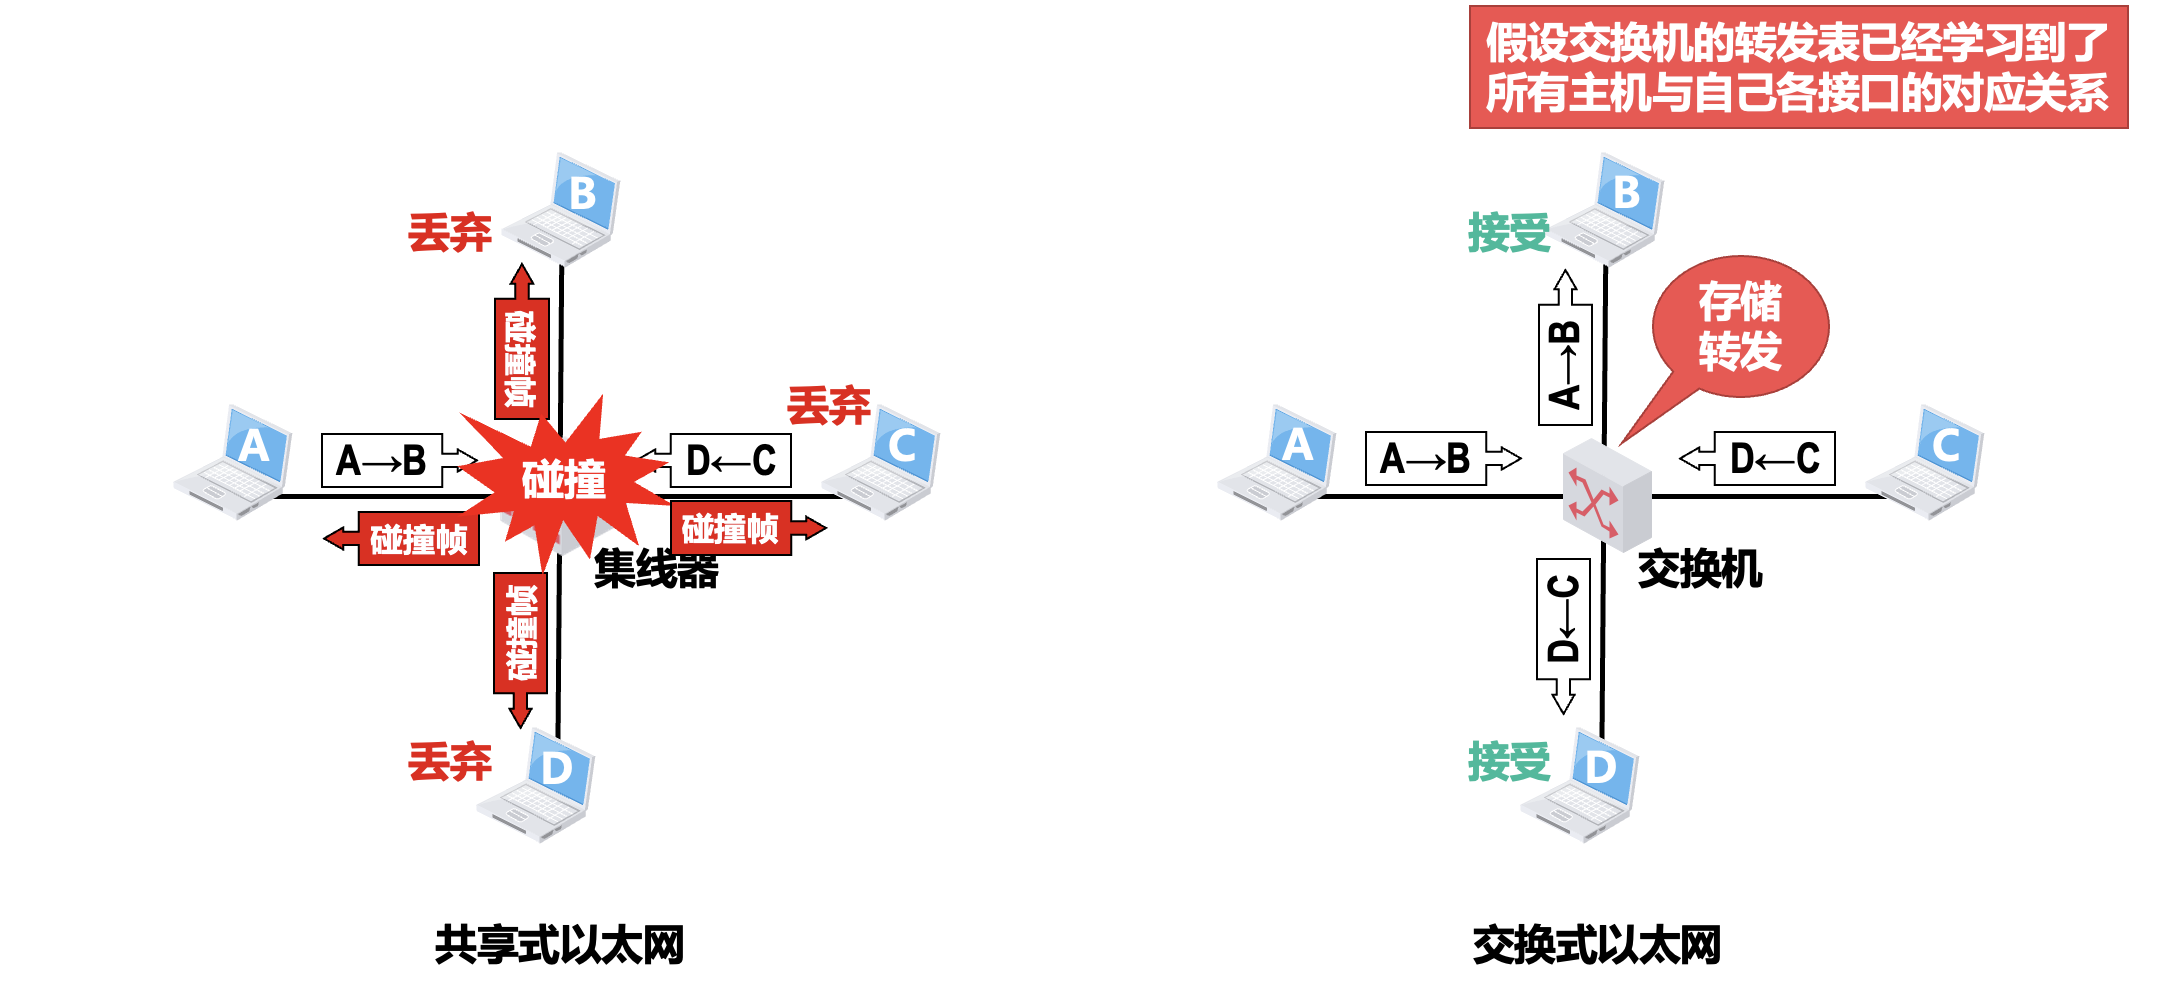 假设交换机的转发表已经学习到了
所有主机与自己各接口的对应关系
B
丢弃
碰撞帧
丢弃
A
A→B
碰撞
D←C
C
碰撞帧
碰撞帧
集线器
碰撞帧
丢弃
D
共享式以太网
B
接受
存储
转发
A→B
A
A→B
D←C
C
交换机
D←C
接受
D
交换式以太网